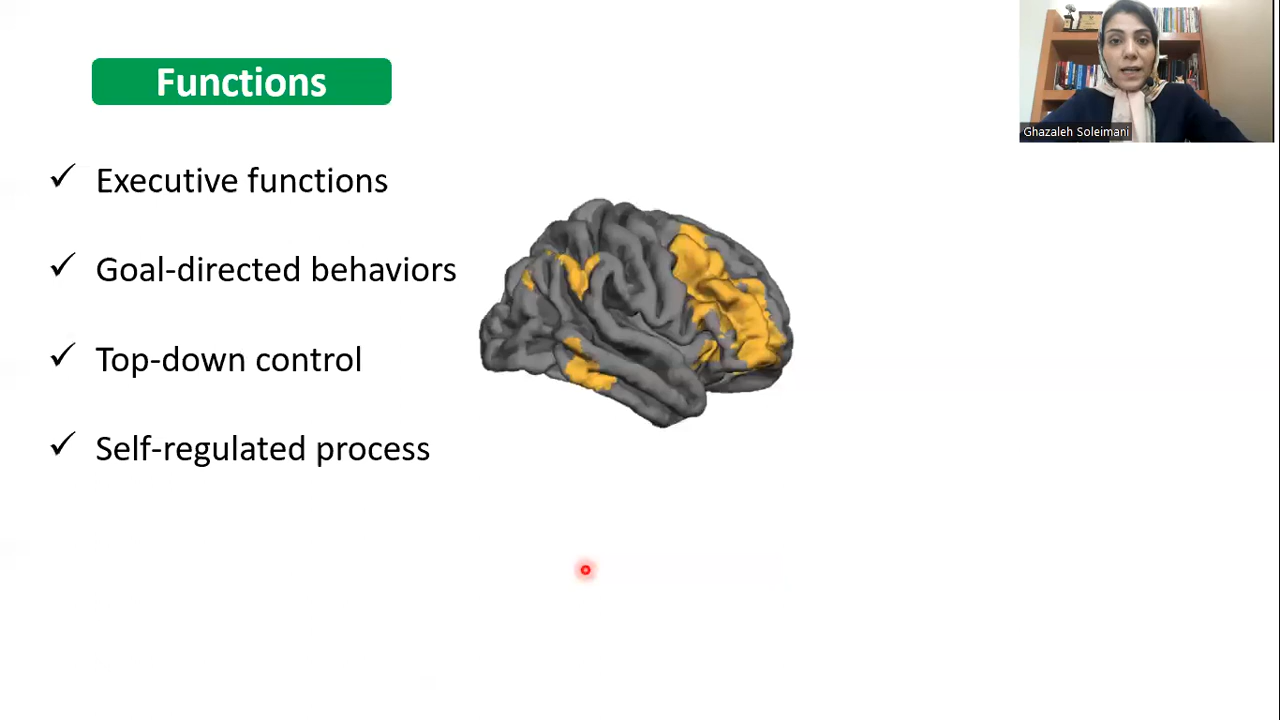 Functions
Executive functions
Goal-directed behaviors
Top-down control
Self-regulated process
Ghazaleh Soleimani